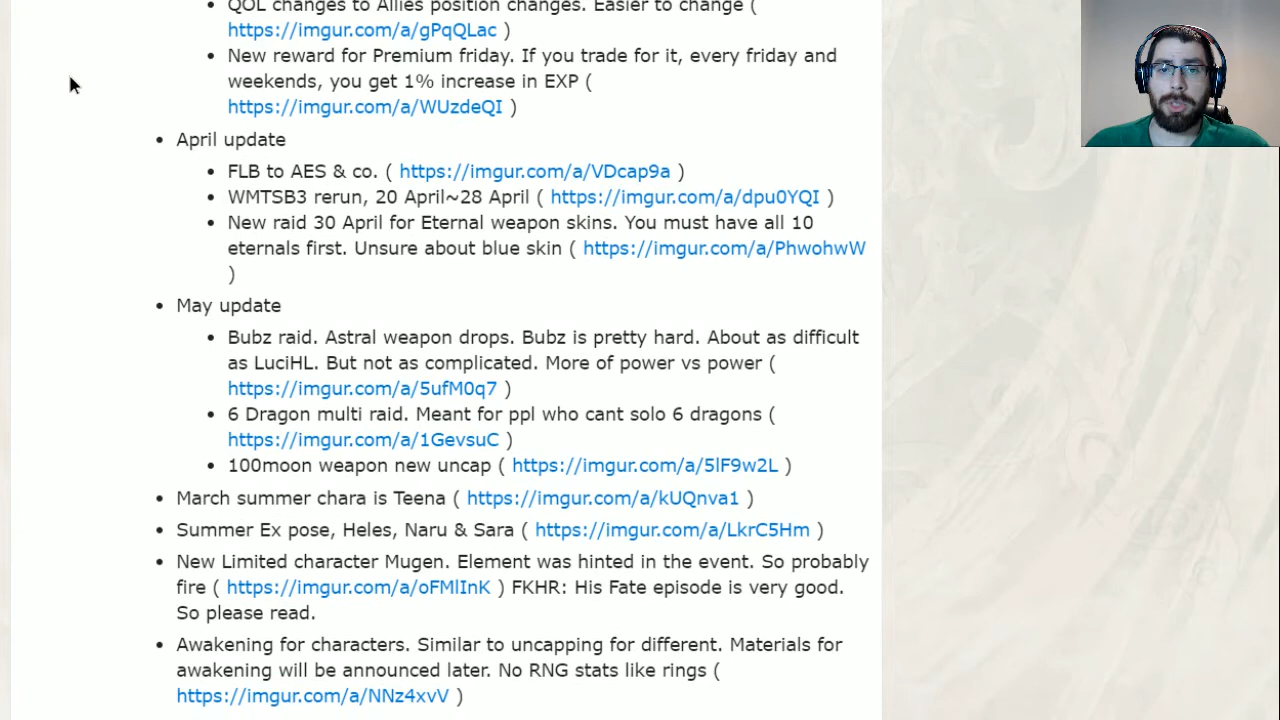 QOL changes to Allies position changes. Easier to change (
https://imgur.com/a/gPqQLac )
New reward for Premium friday. If you trade for it, every friday and
weekends, you get 1% increase in EXP (
https://imgur.com/a/WUzdeQI )
April update
FLB to AES & co. ( https://imgur.com/a/VDcap9a )
WMTSB3 rerun, 20 April~28 April ( https://imgur.com/a/dpu0YQI )
New raid 30 April for Eternal weapon skins. You must have all 10
eternals first. Unsure about blue skin ( https://imgur.com/a/PhwohwW
)
May update
Bubz raid. Astral weapon drops. Bubz is pretty hard. About as difficult
as LuciHL. But not as complicated. More of power vs power (
https://imgur.com/a/5ufM0q7 )
6 Dragon multi raid. Meant for ppl who cant solo 6 dragons (
https://imgur.com/a/1GevsuC )
100moon weapon new uncap ( https://imgur.com/a/5lF9w2L )
March summer chara is Teena ( https://imgur.com/a/kUQnva1 )
Summer Ex pose, Heles, Naru & Sara ( https://imgur.com/a/LkrC5Hm )
New Limited character Mugen. Element was hinted in the event. So probably
fire ( https://imgur.com/a/oFMlInK ) FKHR: His Fate episode is very good.
So please read.
Awakening for characters. Similar to uncapping for different. Materials for
awakening will be announced later. No RNG stats like rings (
https://imgur.com/a/NNz4xvV )